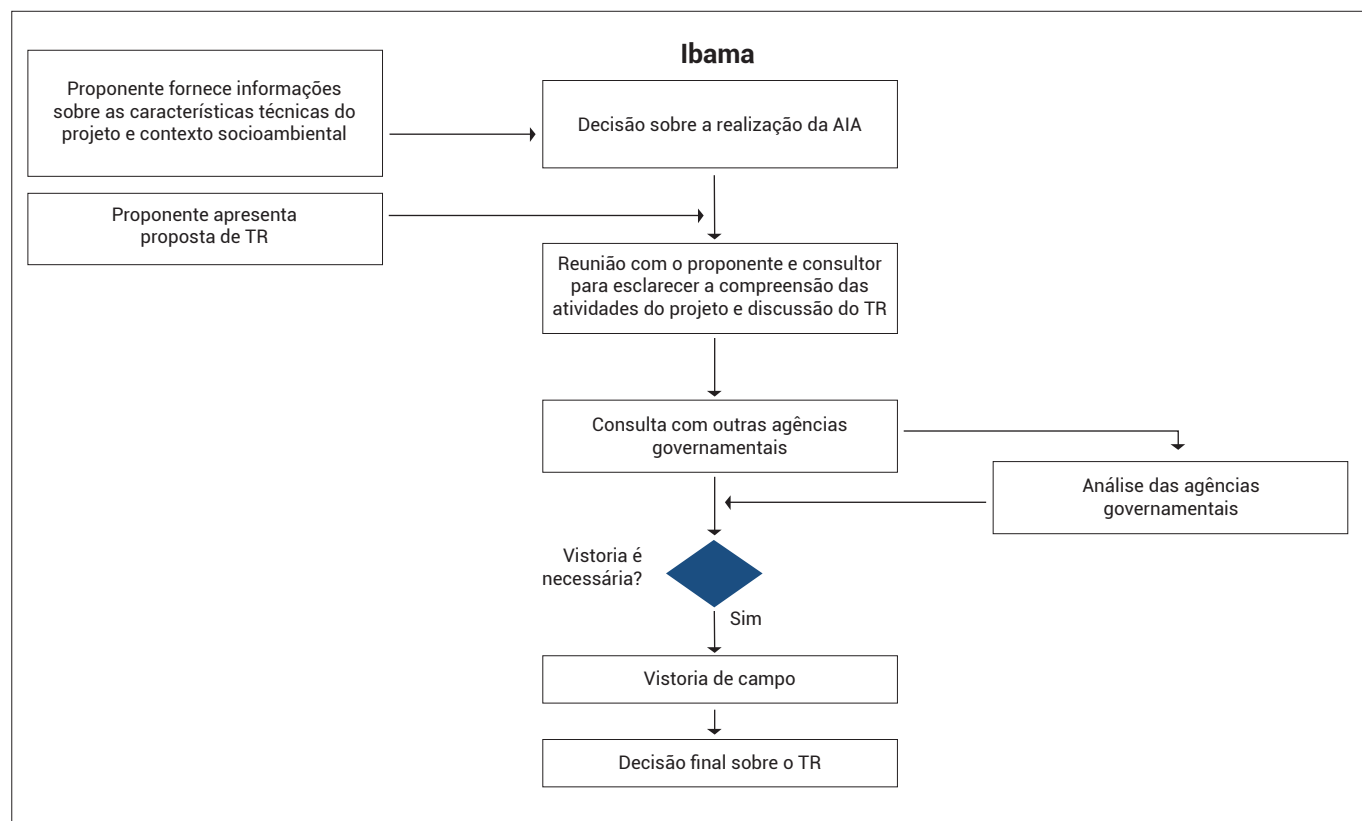 Ibama
Proponente fornece informações
sobre as características técnicas do
projeto e contexto socioambiental
Decisão sobre a realização da AIA
Proponente apresenta
proposta de TR
Reunião com o proponente e consultor
para esclarecer a compreensão das
atividades do projeto e discussão do TR
Consulta com outras agências
governamentais
Análise das agências
governamentais
Vistoria é
necessária?
Sim
Vistoria de campo
Decisão final sobre o TR